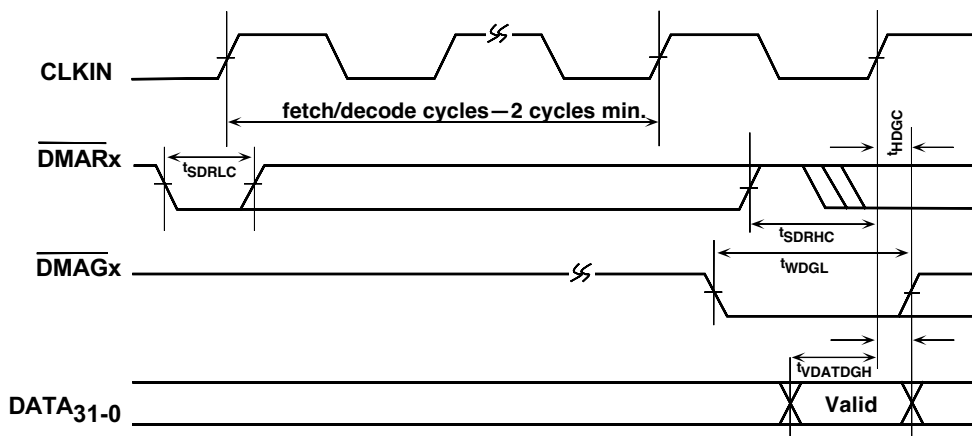 CLKIN
fetch/decode cycles—2 cycles min.
tHDGC
DMARx
tSDRLC
tSDRHC
DMAGx
tWDGL
tVDATDGH
DATA31-0
Valid